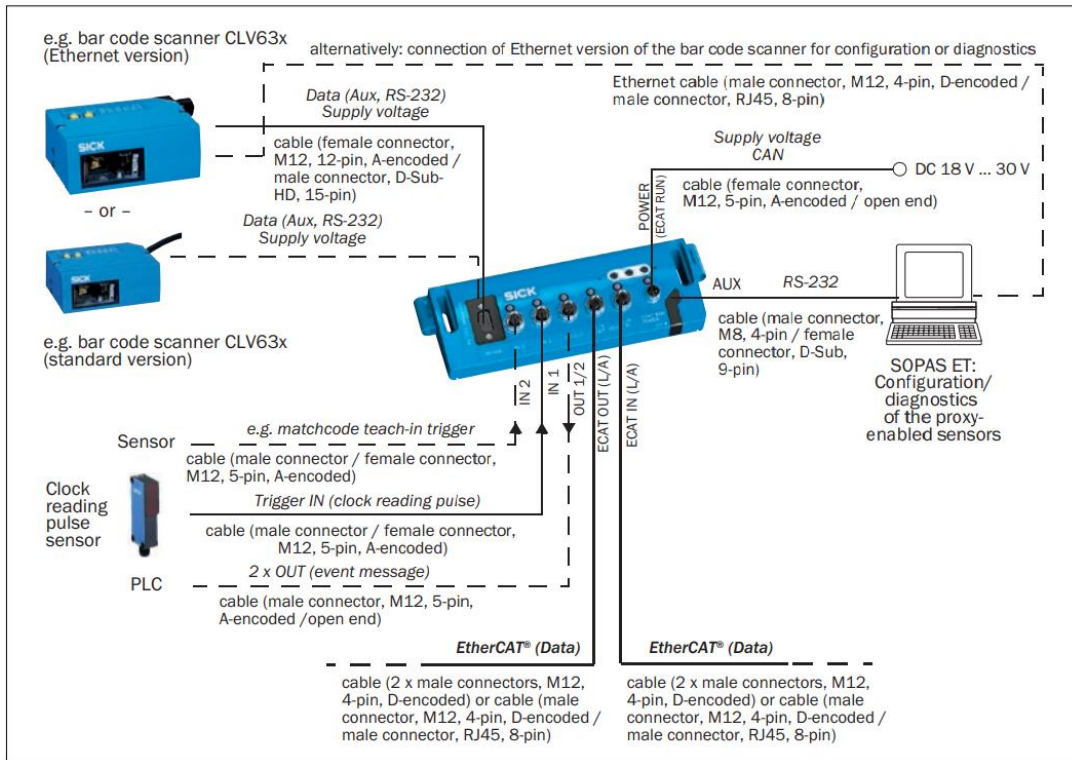 e.g. bar code scanner CLV63x
(Ethernet version)
alternatively: connection of Ethernet version of the bar code scanner for configuration or diagnostics
Ethernet cable (male connector, M12, 4-pin, D-encoded /
male connector, RJ45, 8-pin)
Data (Aux, RS-232)
Supply voltage
SICK
cable (female connector,
M12, 12-pin, A-encoded /
male connector, D-Sub-
HD, 15-pin)
Supply voltage
CAN
DC 18 V ... 30 V
cable (female connector,
M12, 5-pin, A-encoded / open end)
POWER
(ECAT RUN)
– or –
Data (Aux, RS-232)
Supply voltage
SICK
SICK
AUX
RS-232
cable (male connector,
M8, 4-pin / female
connector, D-Sub,
9-pin)
e.g. bar code scanner CLV63x
(standard version)
SOPAS ET:
Configuration/
diagnostics
of the proxy-
enabled sensors
IN 2
IN 1
OUT 1/2
ECAT OUT (L/A)
ECAT IN (L/A)
Sensor
e.g. matchcode teach-in trigger
cable (male connector / female connector,
M12, 5-pin, A-encoded)
Clock
reading
pulse
sensor
Trigger IN (clock reading pulse)
cable (male connector / female connector,
M12, 5-pin, A-encoded)
PLC
2 x OUT (event message)
cable (male connector, M12, 5-pin,
A-encoded /open end)
EtherCAT® (Data)
cable (2 x male connectors, M12,
4-pin, D-encoded) or cable (male
connector, M12, 4-pin, D-encoded /
male connector, RJ45, 8-pin)
EtherCAT® (Data)
cable (2 x male connectors, M12,
4-pin, D-encoded) or cable (male
connector, M12, 4-pin, D-encoded /
male connector, RJ45, 8-pin)